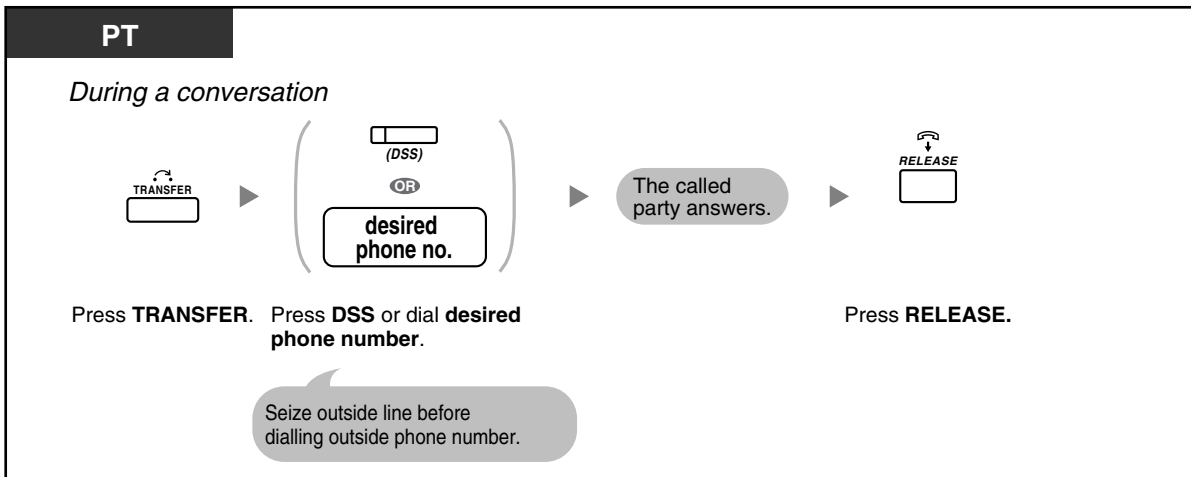 PT
During a conversation
TRANSFER
(DSS)
OR
desired
phone no.
The called
party answers.
RELEASE
Press TRANSFER.
Press DSS or dial desired
phone number.
Press RELEASE.
Seize outside line before
dialling outside phone number.